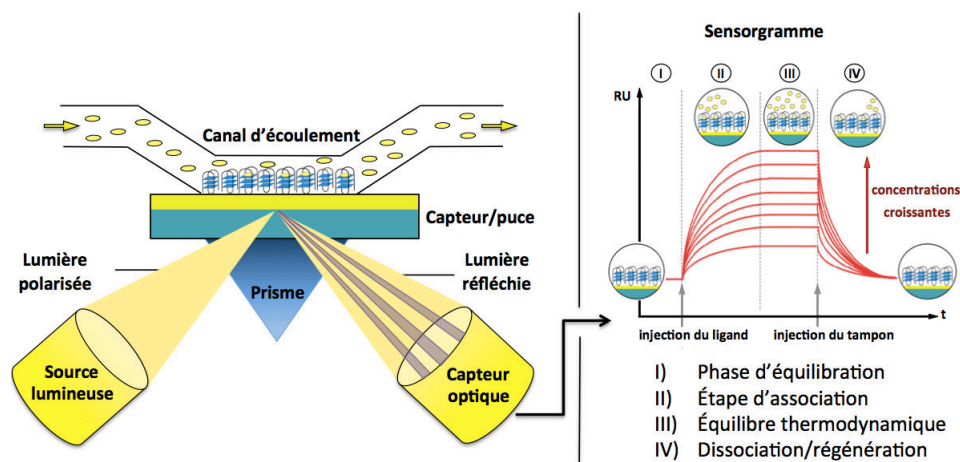 Canal d'écoulement
Capteur/puce
Lumière
polarisée
Lumière
réfléchie
Prisme
Source
lumineuse
Capteur
optique
Sensorgramme
I
II
III
IV
RU
concentrations
croissantes
t
injection du ligand
injection du tampon
I) Phase d'équilibration
II) Étape d'association
III) Équilibre thermodynamique
IV) Dissociation/régénération